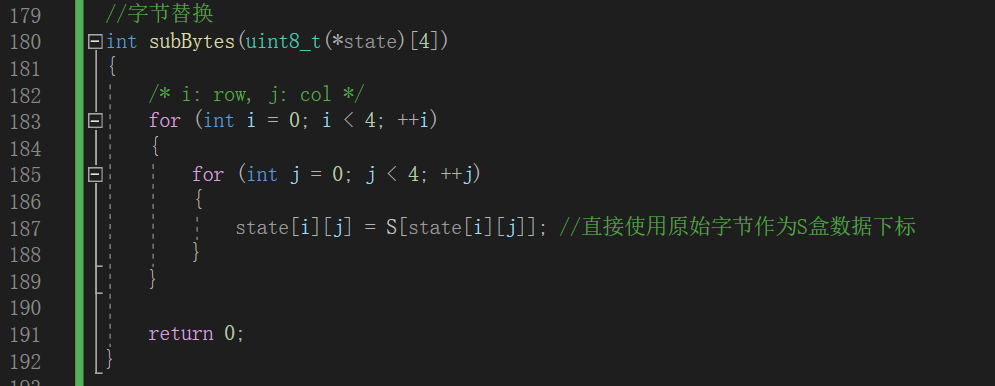 179 //字节替换
180 int subBytes(uint8_t(*state)[4])
181 {
182 /* i: row, j: col */
183 for (int i = 0; i < 4; ++i)
184 {
185 for (int j = 0; j < 4; ++j)
186 {
187 state[i][j] = S[state[i][j]]; //直接使用原始字节作为S盒数据下标
188 }
189 }
190
191 return 0;
192 }